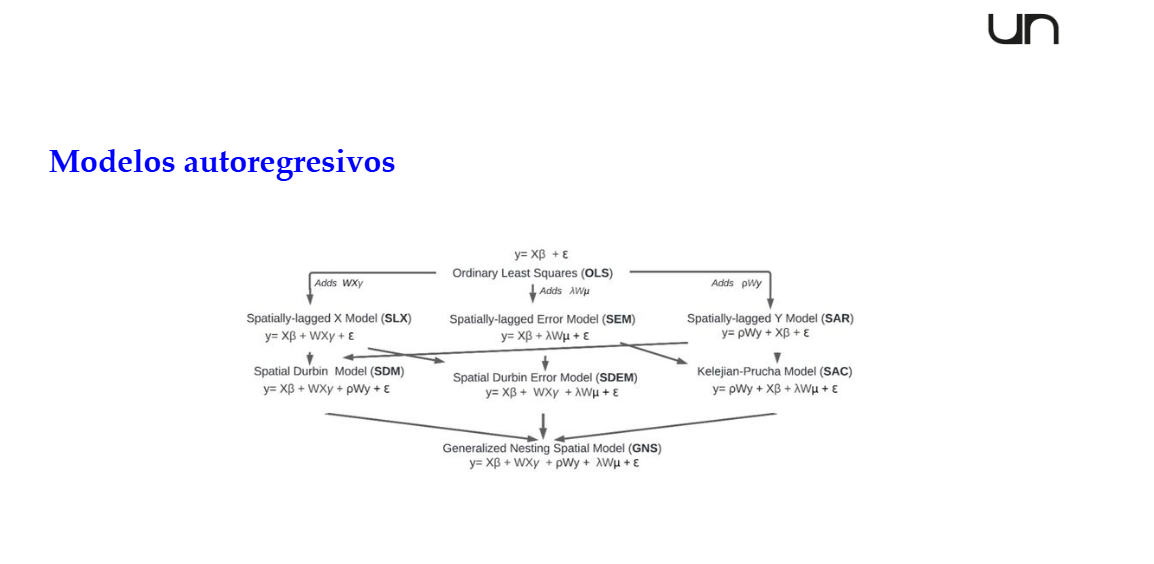 un
Modelos autoregresivos
y= Xβ + ε
Ordinary Least Squares (OLS)
Adds WXγ
Adds λWμ
Adds ρWy
Spatially-lagged X Model (SLX)
y= Xβ + WXγ + ε
Spatially-lagged Error Model (SEM)
y= Xβ + λWμ + ε
Spatially-lagged Y Model (SAR)
y= ρWy + Xβ + ε
Spatial Durbin Model (SDM)
y= Xβ + WXγ + ρWy + ε
Spatial Durbin Error Model (SDEM)
y= Xβ + WXγ + λWμ + ε
Kelejian-Prucha Model (SAC)
y= ρWy + Xβ + λWμ + ε
Generalized Nesting Spatial Model (GNS)
y= Xβ + WXγ + ρWy + λWμ + ε